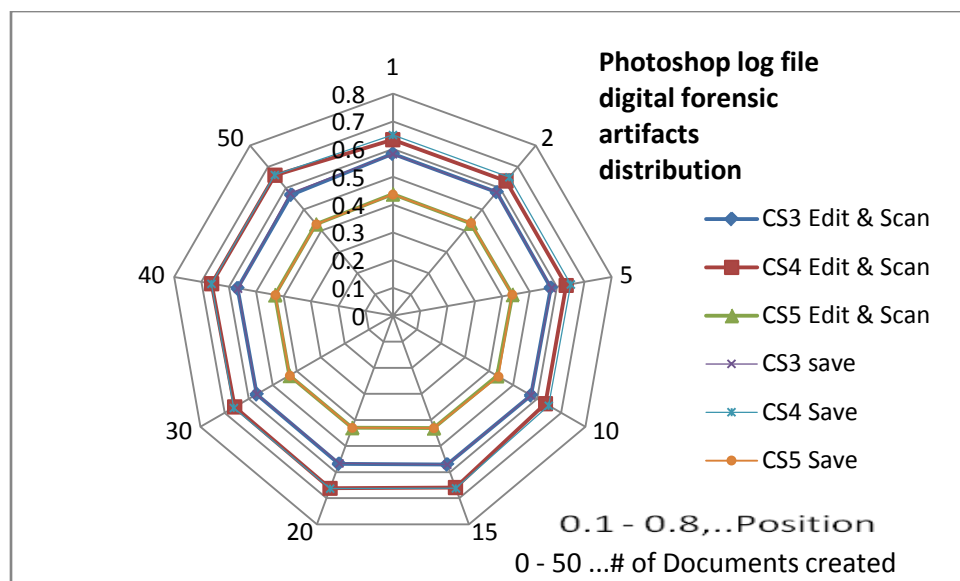 Photoshop log file
digital forensic
artifacts
distribution
1
2
5
10
15
20
30
40
50
0.8
0.7
0.6
0.5
0.4
0.3
0.2
0.1
0
CS3 Edit & Scan
CS4 Edit & Scan
CS5 Edit & Scan
CS3 save
CS4 Save
CS5 Save
0.1 - 0.8,..Position
0 - 50 ...# of Documents created